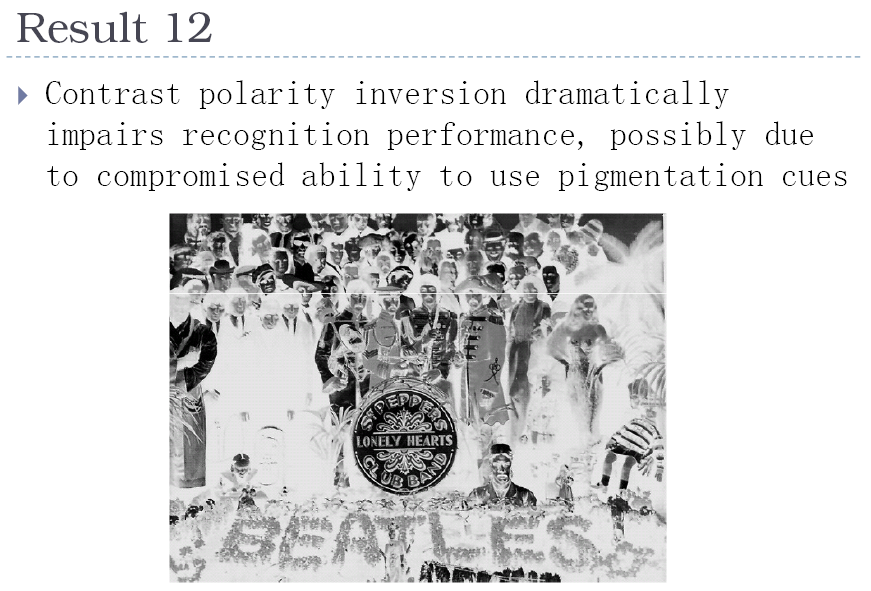 Result 12
Contrast polarity inversion dramatically
impairs recognition performance, possibly due
to compromised ability to use pigmentation cues
SGT PEPPERS
LONELY HEARTS
CLUB BAND
BEATLES